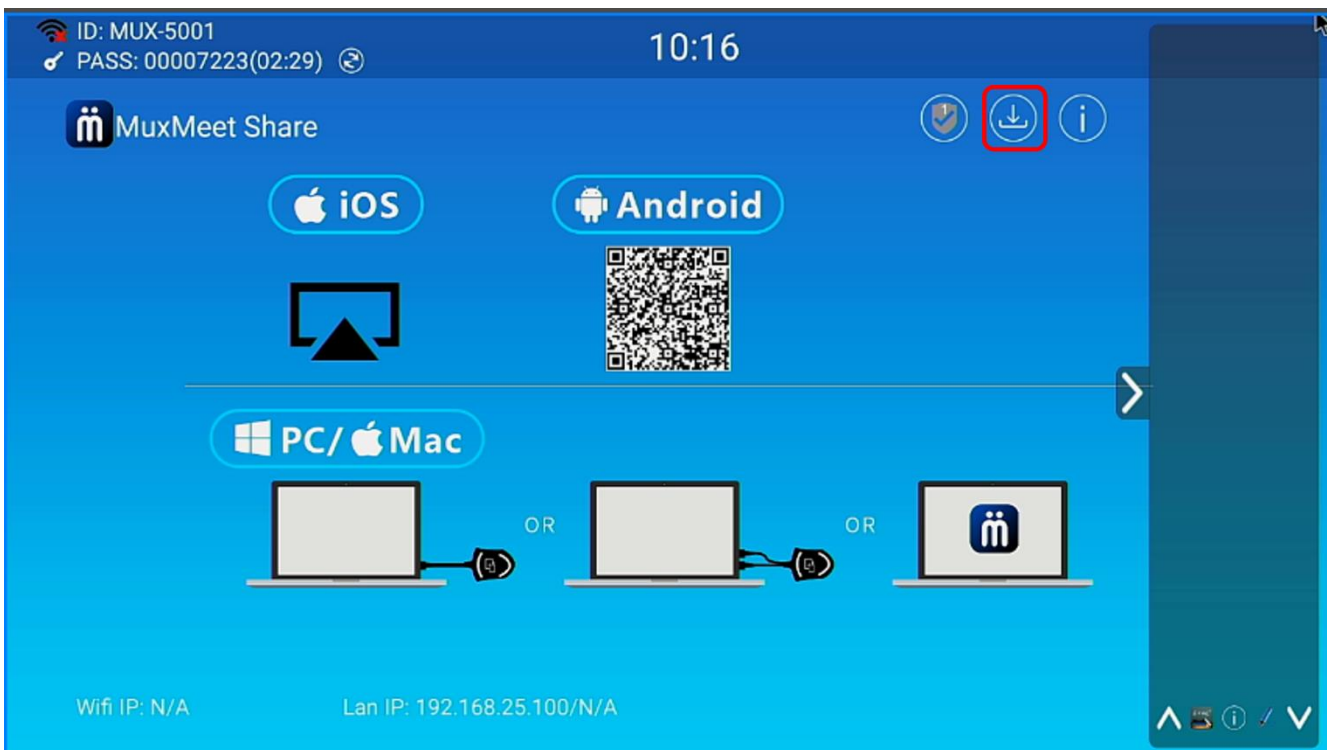 ID: MUX-5001
PASS: 00007223(02:29)
10:16
MuxMeet Share
1
i
iOS
Android
PC/ Mac
OR
OR
Wifi IP: N/A
Lan IP: 192.168.25.100/N/A